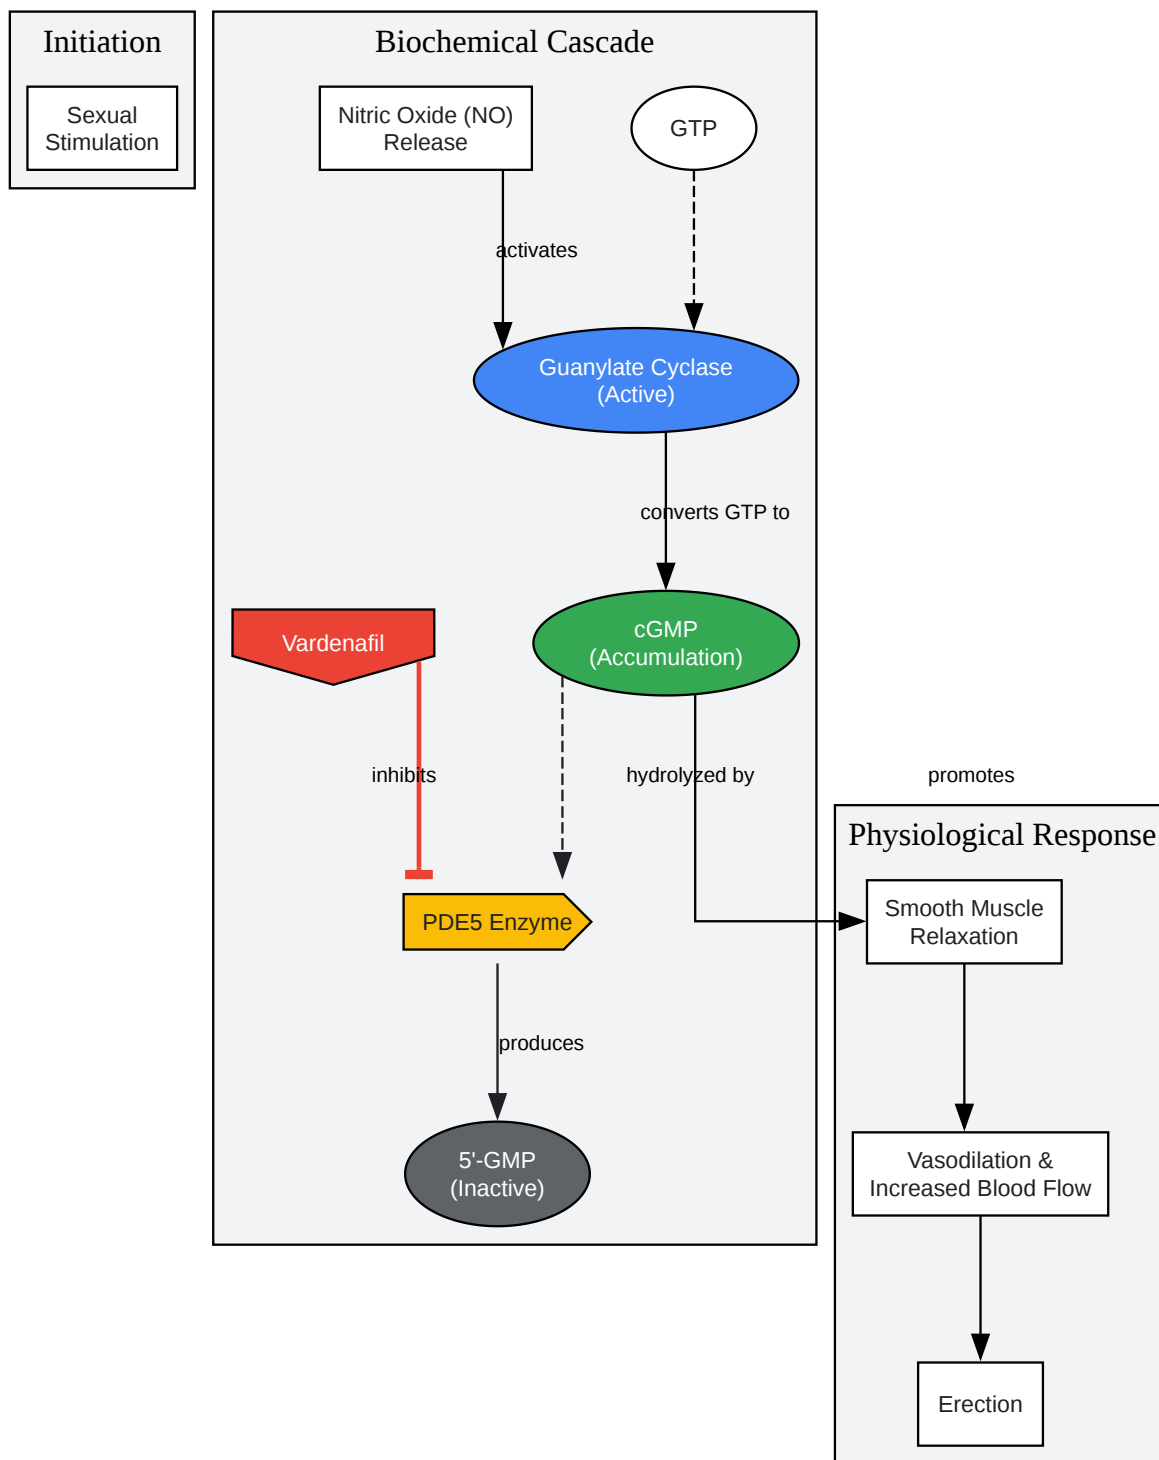 Initiation
Sexual
Stimulation
Biochemical Cascade
Nitric Oxide (NO)
Release
GTP
activates
Guanylate Cyclase
(Active)
converts GTP to
Vardenafil
cGMP
(Accumulation)
inhibits
hydrolyzed by
promotes
PDE5 Enzyme
produces
5'-GMP
(Inactive)
Physiological Response
Smooth Muscle
Relaxation
Vasodilation &
Increased Blood Flow
Erection